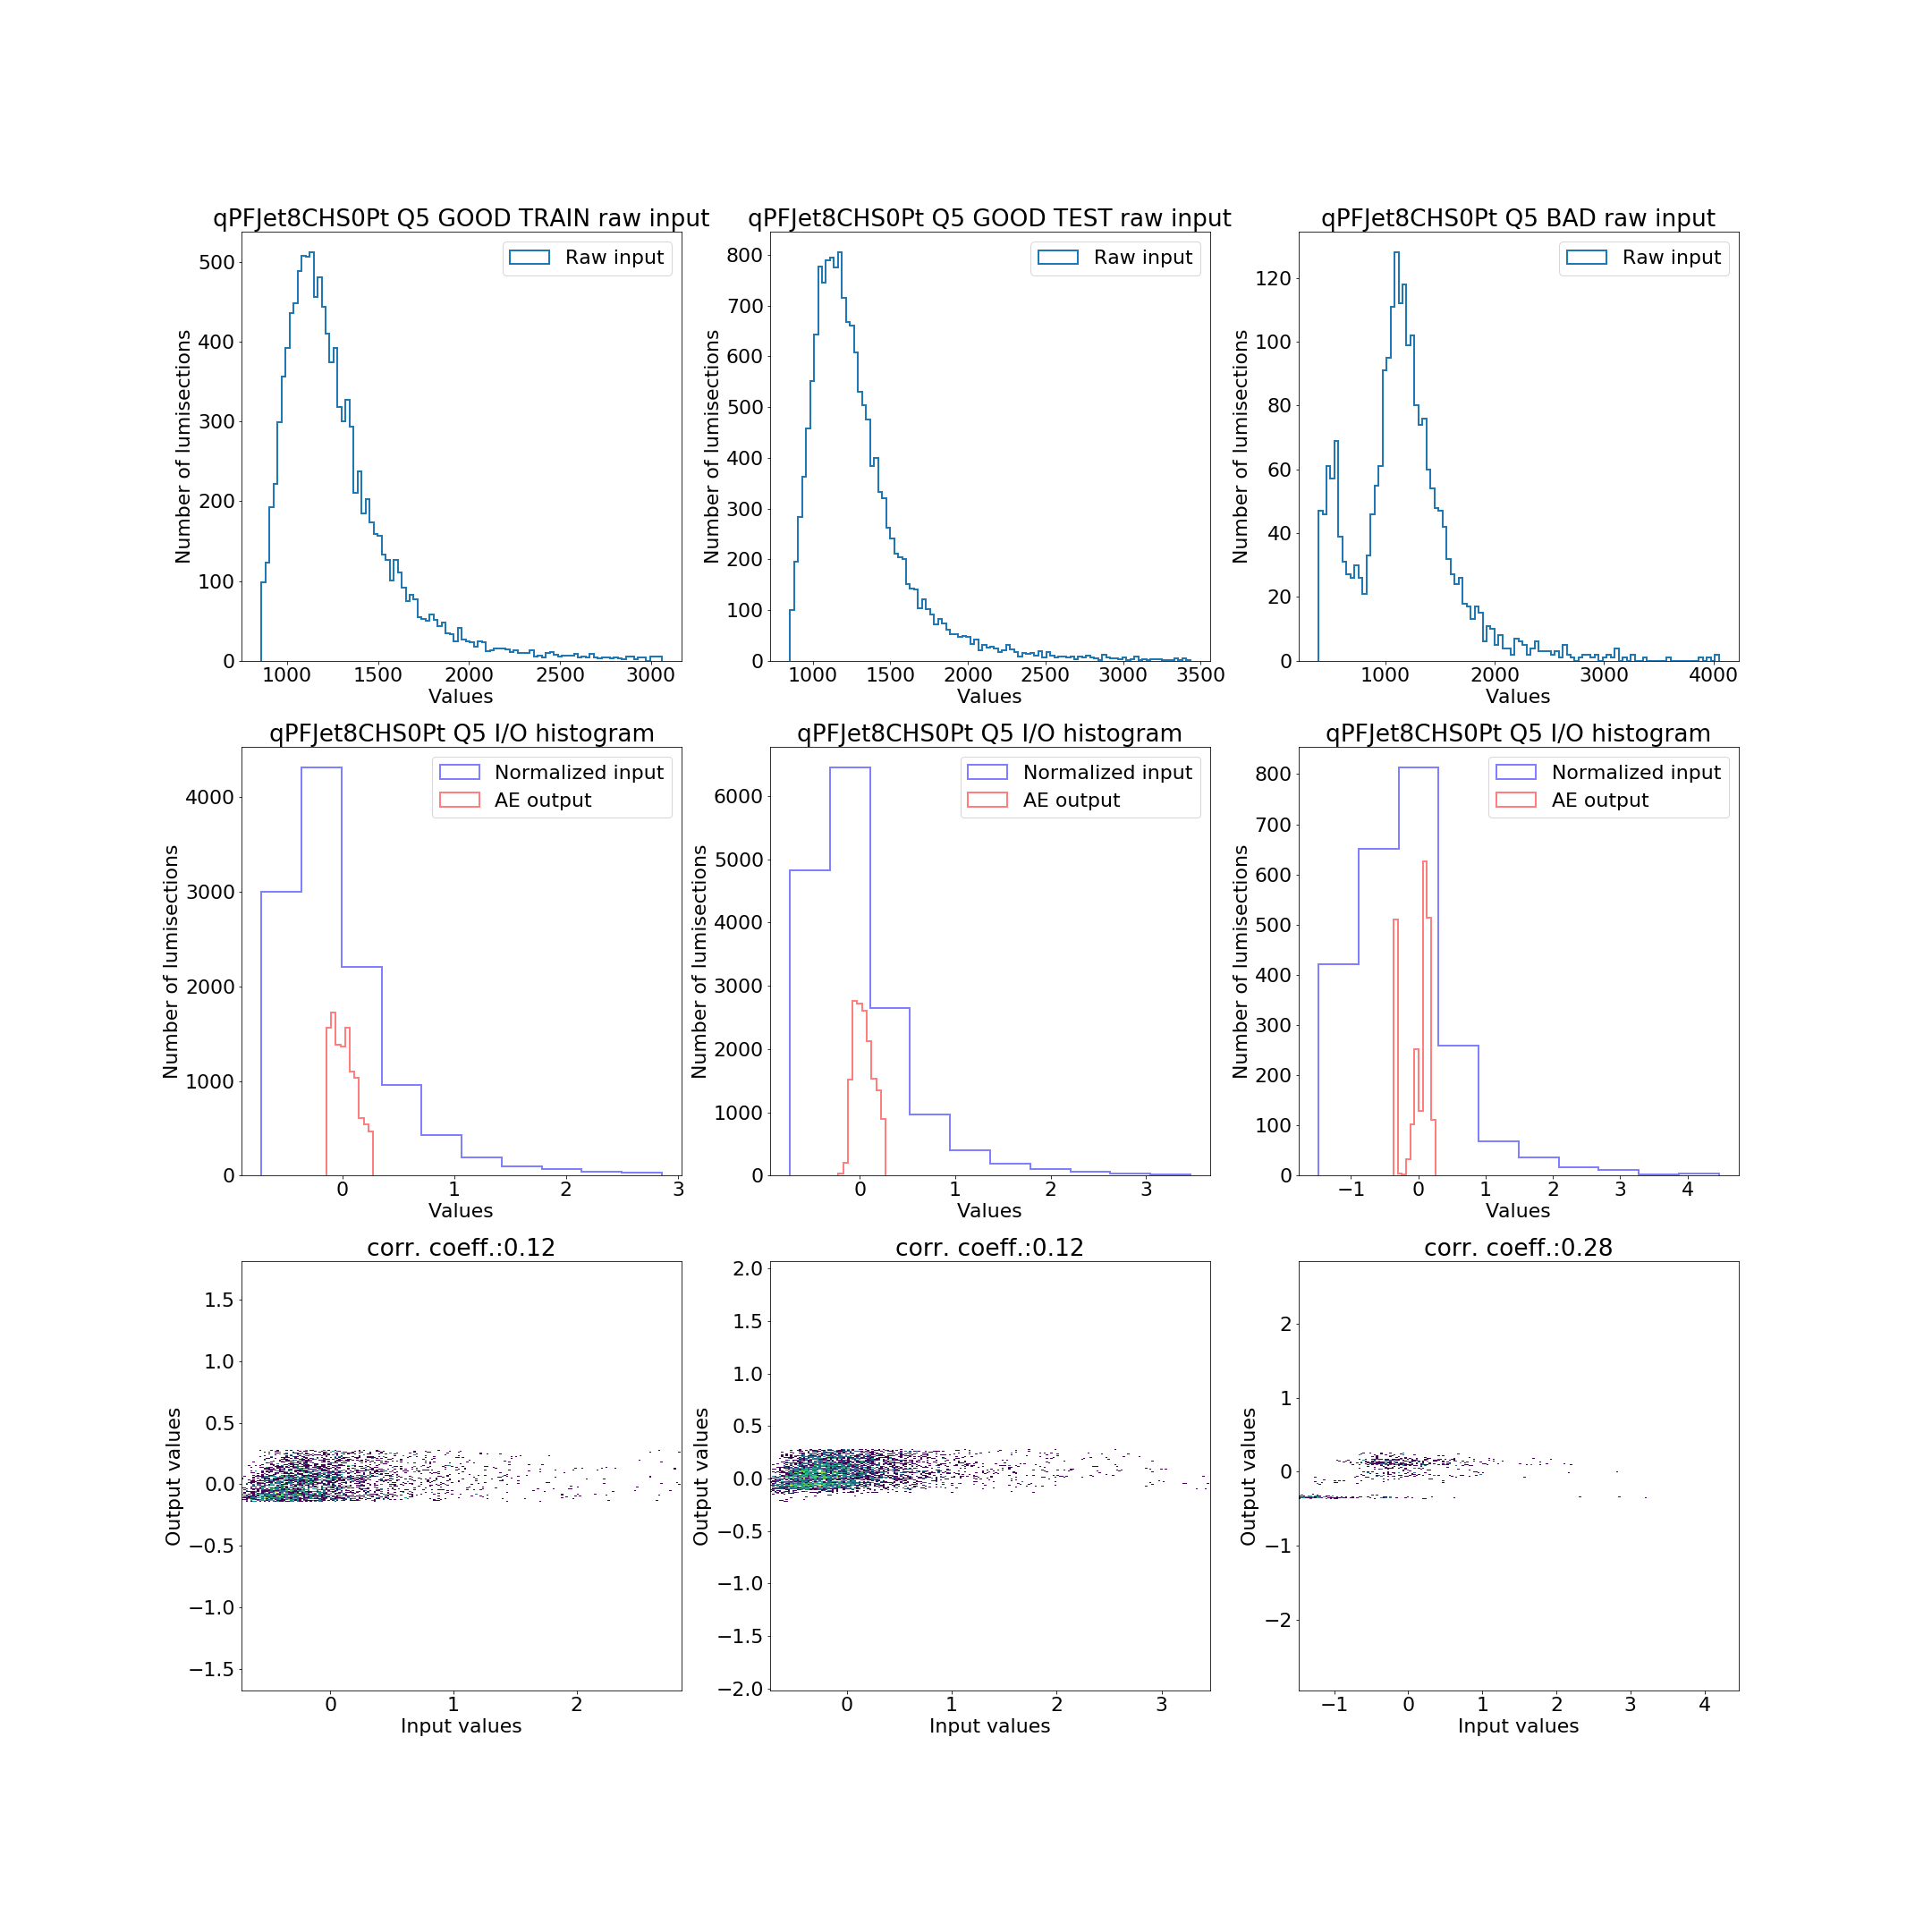 qPFJet8CHS0Pt Q5 GOOD TRAIN raw input
Raw input
500
400
300
200
100
0
Number of lumisections
1000 1500 2000 2500 3000
Values
qPFJet8CHS0Pt Q5 GOOD TEST raw input
Raw input
800
700
600
500
400
300
200
100
0
Number of lumisections
1000 1500 2000 2500 3000 3500
Values
qPFJet8CHS0Pt Q5 BAD raw input
Raw input
120
100
80
60
40
20
0
Number of lumisections
1000 2000 3000 4000
Values
qPFJet8CHS0Pt Q5 I/O histogram
Normalized input
AE output
4000
3000
2000
1000
0
Number of lumisections
0 1 2 3
Values
qPFJet8CHS0Pt Q5 I/O histogram
Normalized input
AE output
6000
5000
4000
3000
2000
1000
0
Number of lumisections
0 1 2 3
Values
qPFJet8CHS0Pt Q5 I/O histogram
Normalized input
AE output
800
700
600
500
400
300
200
100
0
Number of lumisections
−1 0 1 2 3 4
Values
corr. coeff.:0.12
1.5
1.0
0.5
0.0
−0.5
−1.0
−1.5
Output values
0 1 2
Input values
corr. coeff.:0.12
2.0
1.5
1.0
0.5
0.0
−0.5
−1.0
−1.5
−2.0
Output values
0 1 2 3
Input values
corr. coeff.:0.28
2
1
0
−1
−2
Output values
−1 0 1 2 3 4
Input values